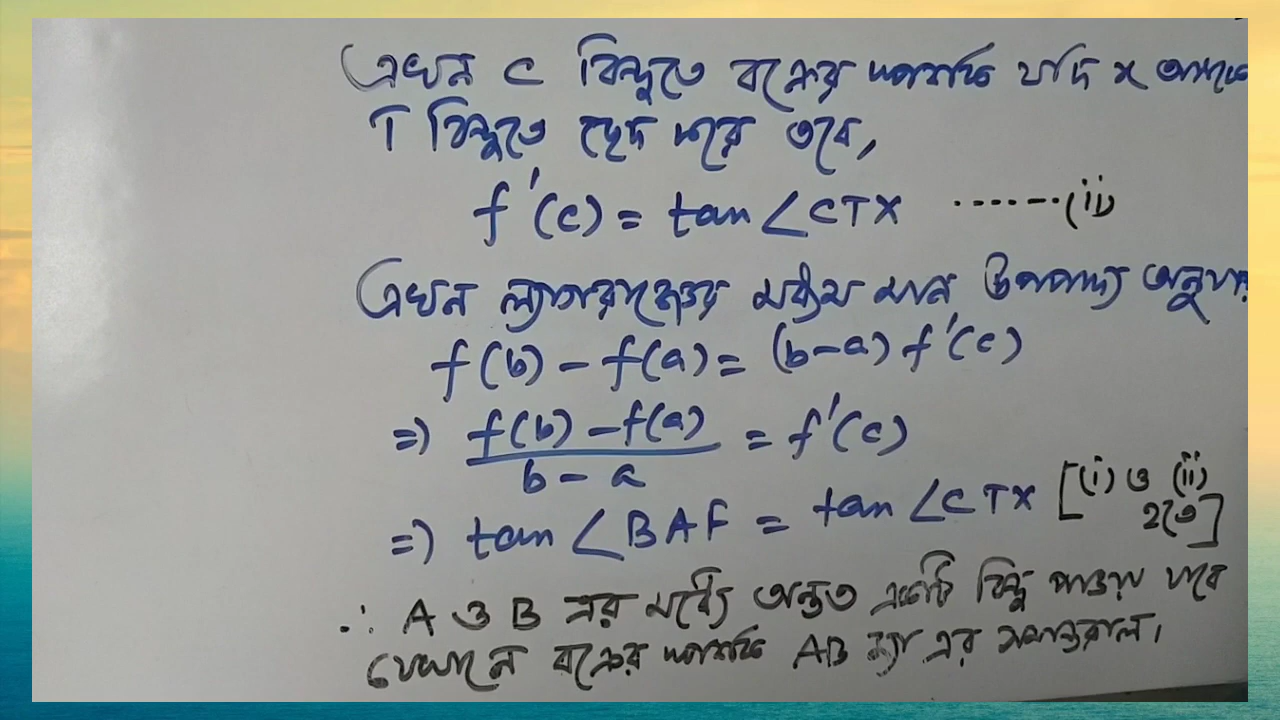 এখন C বিন্দুতে বক্রের স্পর্শক যদি x অক্ষকে
T বিন্দুতে ছেদ করে তবে,
f'(c) = tan ∠CTX ·······(ii)
এখন ল্যাগরাঞ্জের মধ্যম মান উপপাদ্য
f(b) - f(a) = (b-a) f'(c)
=> \frac{f(b) - f(a)}{b - a} = f'(c)
=> tan ∠BAF = tan ∠CTX [(i) ও (ii) হতে]
∴ A ও B এর মধ্যে অন্তত একটি বিন্দু পাওয়া যাবে
যেখানে বক্রের স্পর্শক AB জ্যা এর সমান্তরাল।